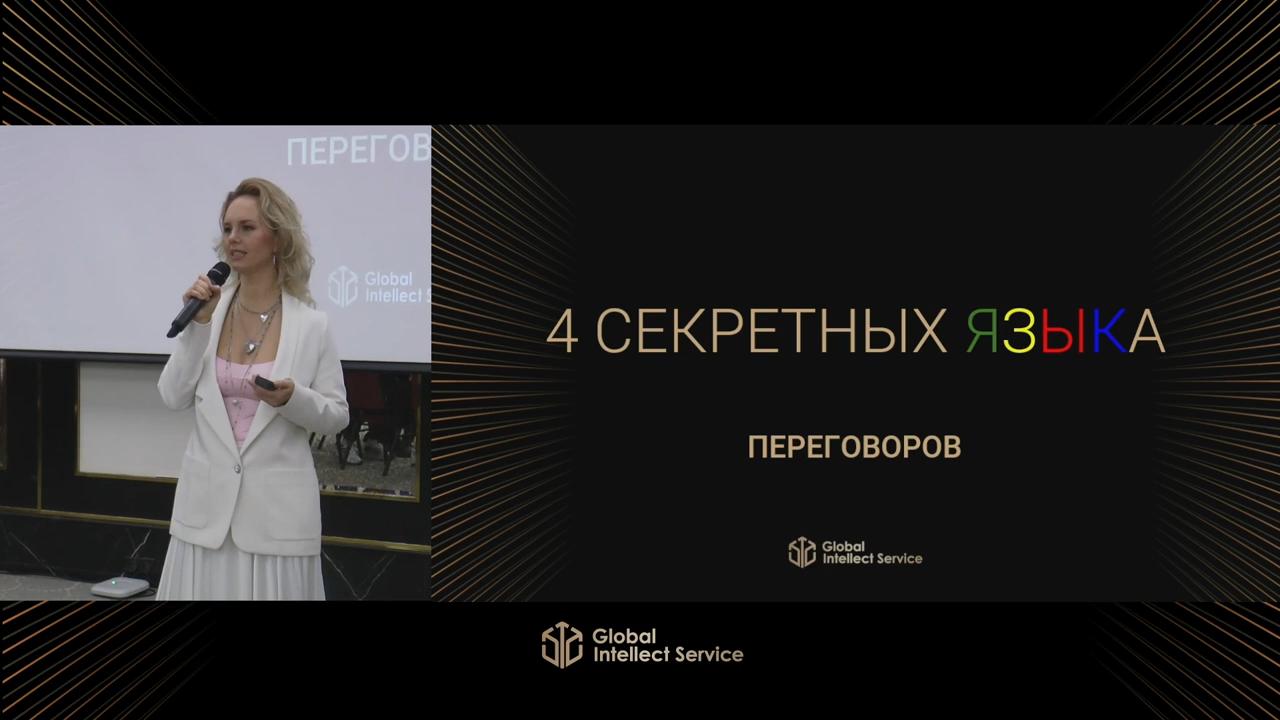 ПЕРЕГОВ
Global
Intellect S
4 СЕКРЕТНЫХ ЯЗЫКА
ПЕРЕГОВОРОВ
Global
Intellect Service
Global
Intellect Service